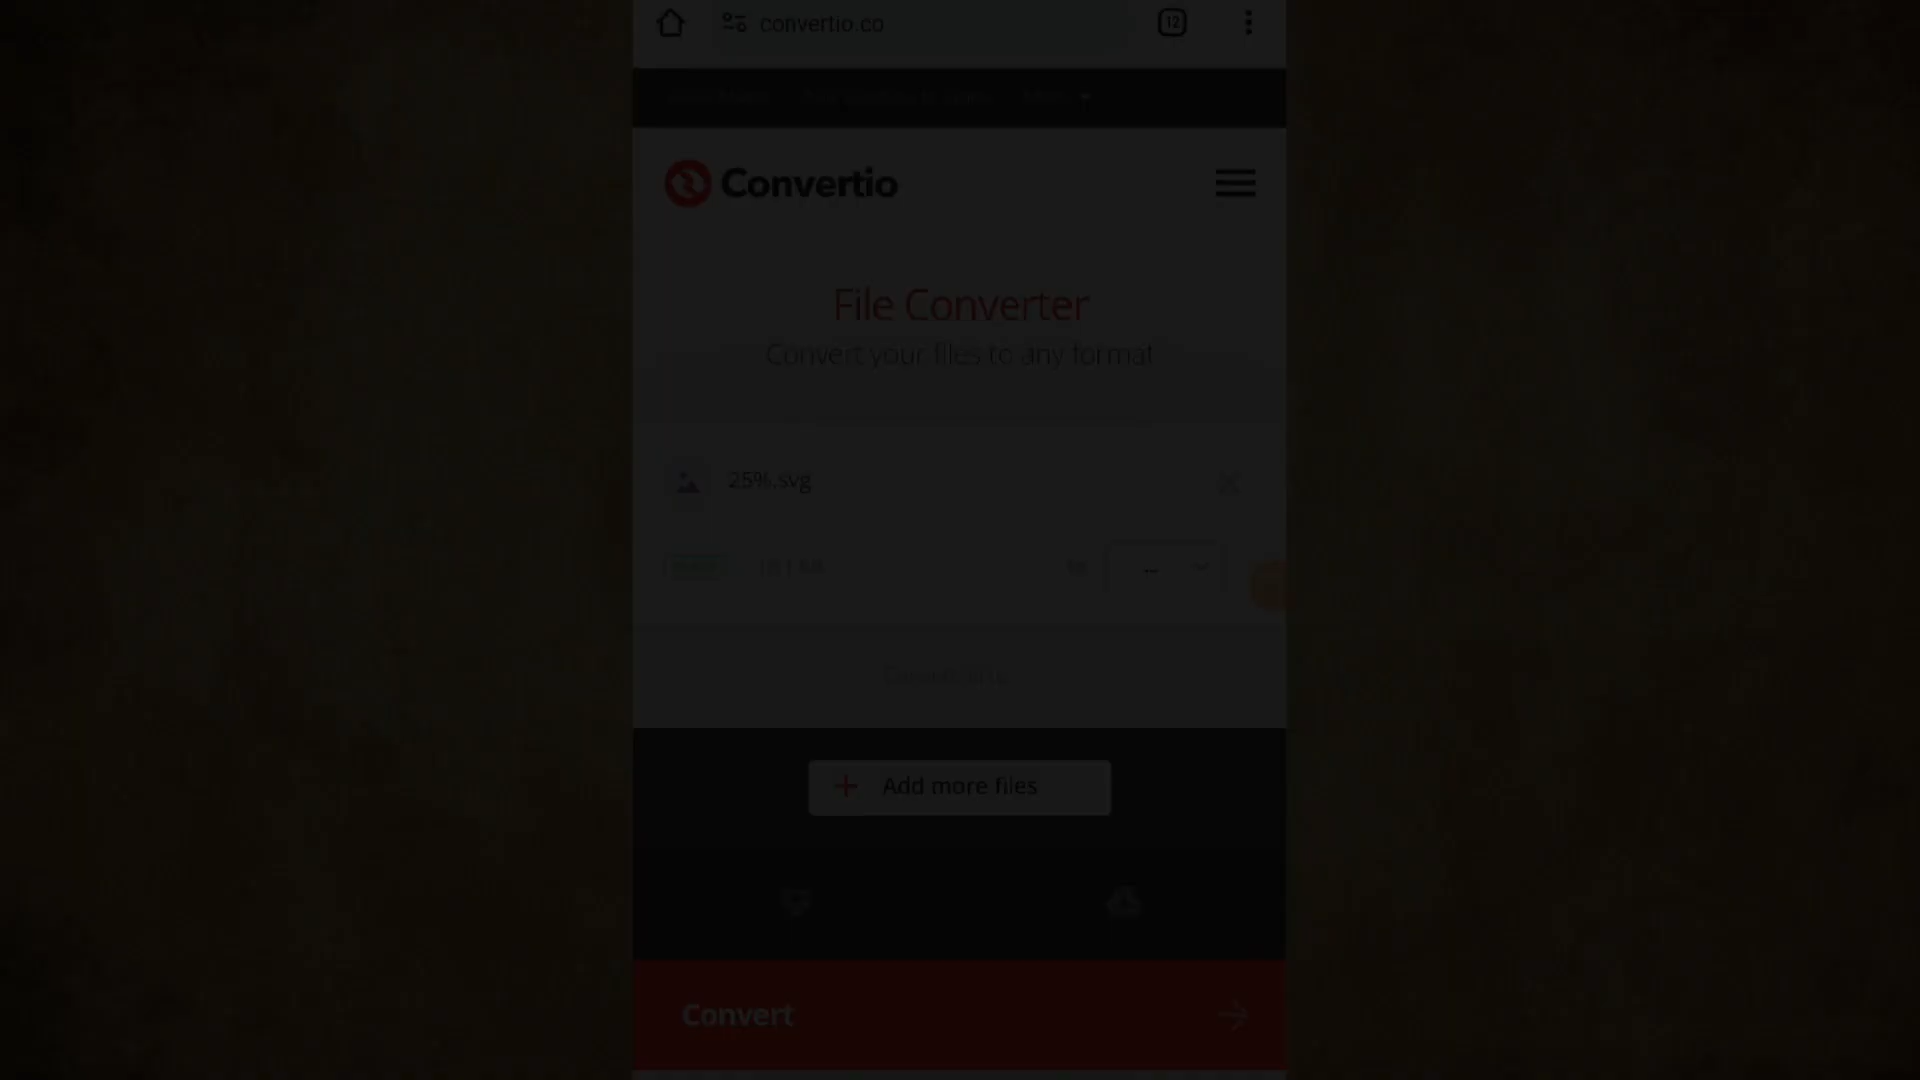 convertio.co
12
Convertio
File Converter
Convert your files to any format
25%.svg
--
Add more files
Convert